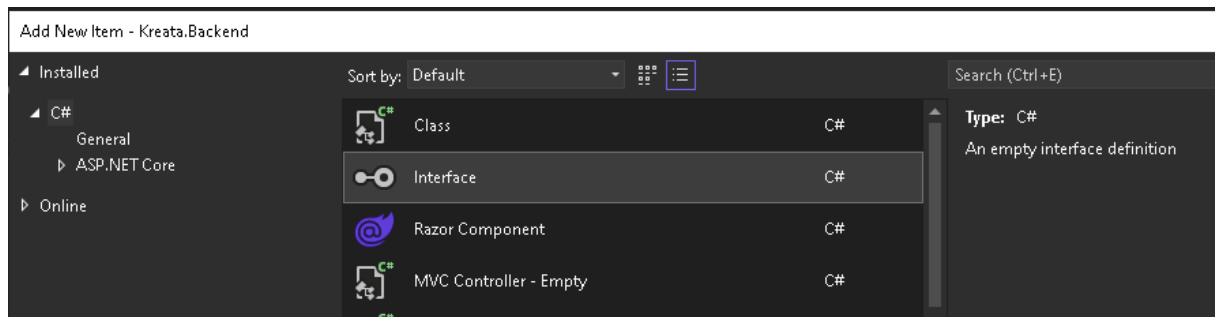 Add New Item - Kreata.Backend
Installed
C#
General
ASP.NET Core
Online
Sort by: Default
C# Class C#
Interface C#
Razor Component C#
C# MVC Controller - Empty C#
C#
Search (Ctrl+E)
Type: C#
An empty interface definition